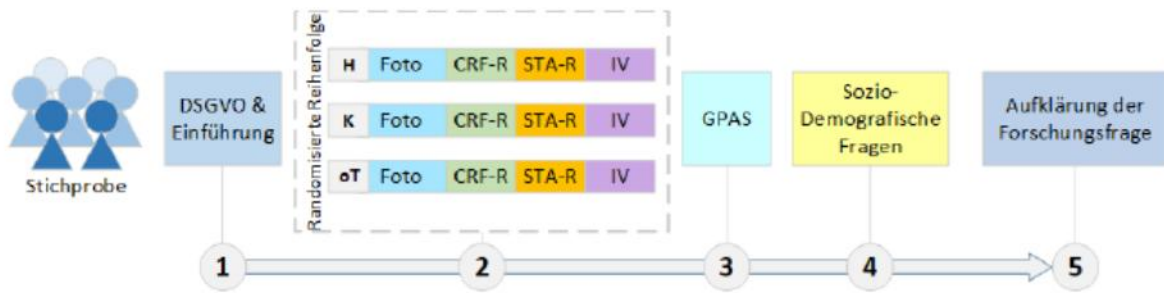 Stichprobe
DSGVO &
Einführung
Randomisierte Reihenfolge
H Foto CRF-R STA-R IV
K Foto CRF-R STA-R IV
oT Foto CRF-R STA-R IV
GPAS
Sozio-
Demografische
Fragen
Aufklärung der
Forschungsfrage
1 2 3 4 5